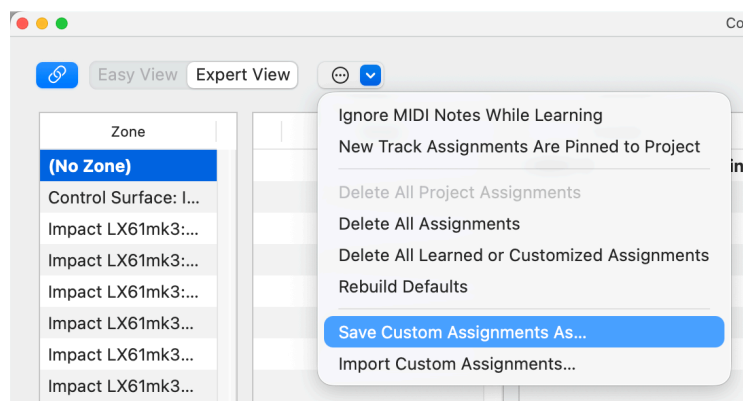 Co
Easy View Expert View
Zone
(No Zone)
Control Surface: I...
Impact LX61mk3:...
Impact LX61mk3:...
Impact LX61mk3:...
Impact LX61mk3...
Impact LX61mk3...
Impact LX61mk3...
Ignore MIDI Notes While Learning
New Track Assignments Are Pinned to Project
in
Delete All Project Assignments
Delete All Assignments
Delete All Learned or Customized Assignments
Rebuild Defaults
Save Custom Assignments As...
Import Custom Assignments...